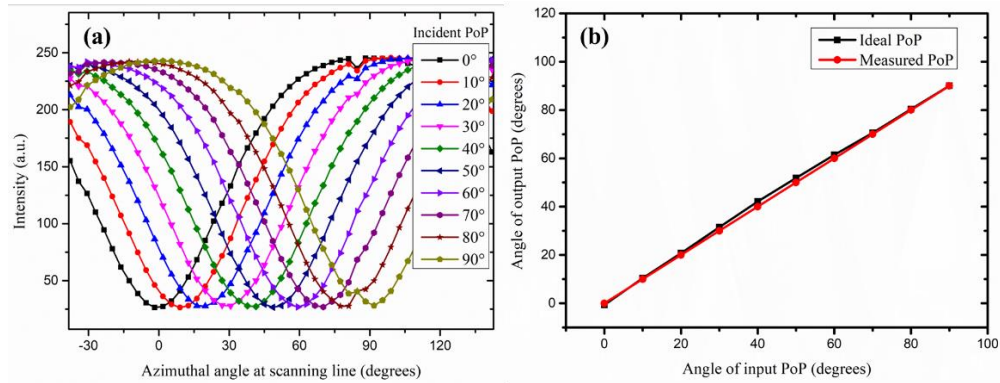 (a)
Incident PoP
0°
10°
20°
30°
40°
50°
60°
70°
80°
90°
250
200
150
100
50
Intensity (a.u.)
-30 0 30 60 90 120
Azimuthal angle at scanning line (degrees)
(b)
Ideal PoP
Measured PoP
120
100
80
60
40
20
0
Angle of output PoP (degrees)
0 20 40 60 80 100
Angle of input PoP (degrees)